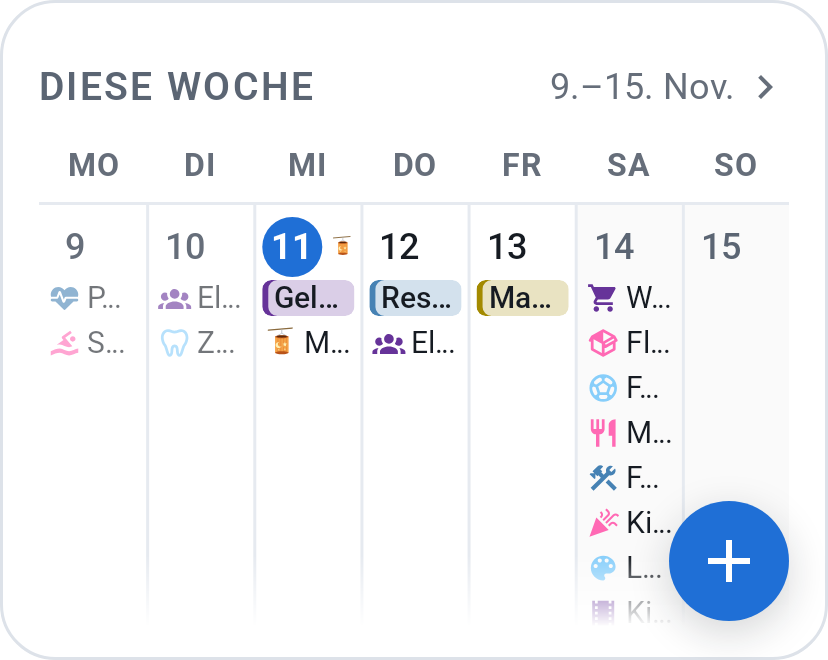 DIESE WOCHE 9.–15. Nov.
MO DI MI DO FR SA SO
9 10 11 12 13 14 15
P... El... Gel... Res... Ma... W...
S... Z... M... El... Fl...
F...
M...
F...
Ki...
L...
Ki...